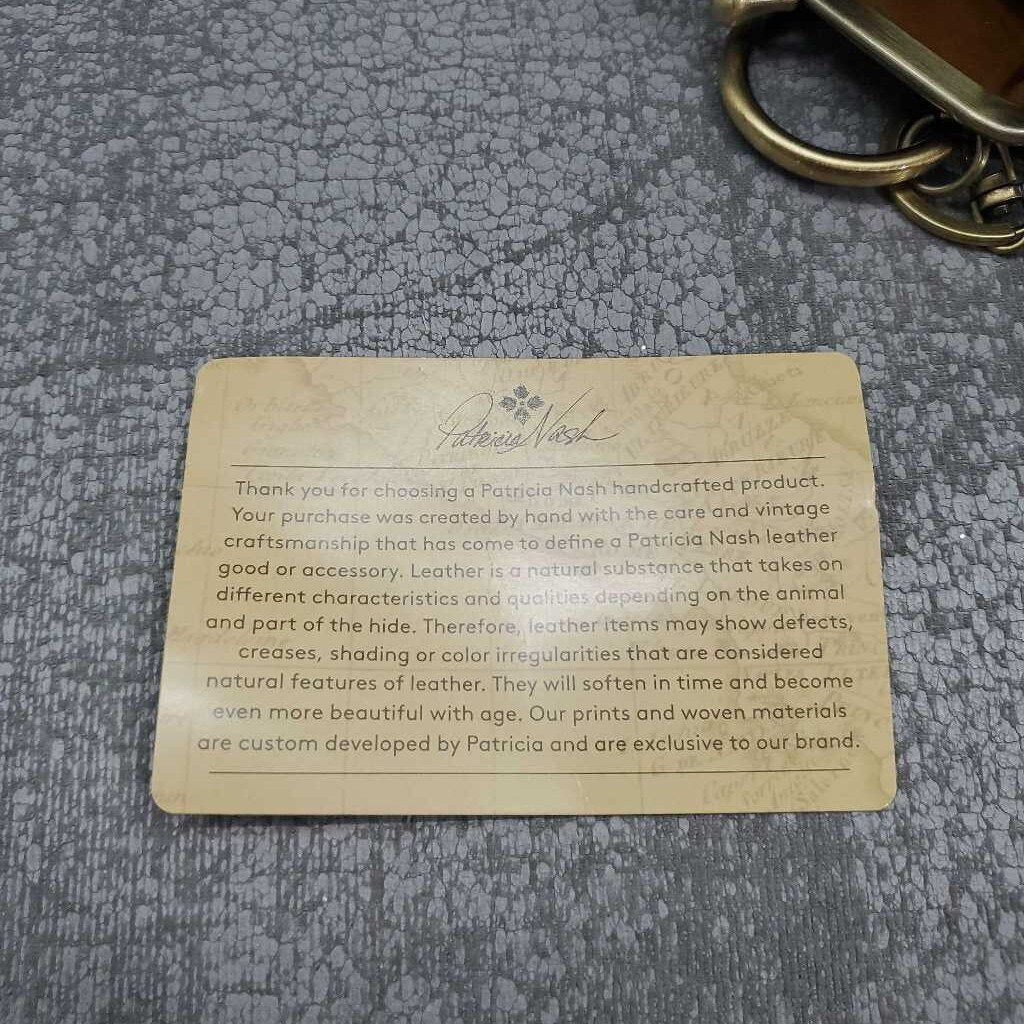 Patricia Nash
Thank you for choosing a Patricia Nash handcrafted product.
Your purchase was created by hand with the care and vintage
craftsmanship that has come to define a Patricia Nash leather
good or accessory. Leather is a natural substance that takes on
different characteristics and qualities depending on the animal
and part of the hide. Therefore, leather items may show defects,
creases, shading or color irregularities that are considered
natural features of leather. They will soften in time and become
even more beautiful with age. Our prints and woven materials
are custom developed by Patricia and are exclusive to our brand.